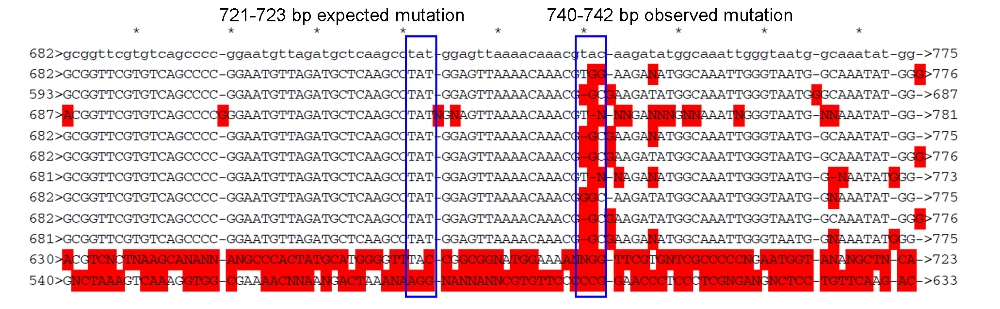 721-723 bp expected mutation 740-742 bp observed mutation
* * * * * * * * *
682>gcggttcgtgtcagcccc-ggaatgttagatgctcaagcctat-ggagttaaaacaaacgtac-aagatatggcaaattgggtaatg-gcaaatat-gg->775
682>GCGGTTCGTGTCAGCCCC-GGAATGTTAGATGCTCAAGCCTAT-GGAGTTAAAACAAACGTGG-AAGANATGGCAAATTGGGTAATG-GCAAATAT-GGG>776
593>GCGGTTCGTGTCAGCCCC-GGAATGTTAGATGCTCAAGCCTAT-GGAGTTAAAACAAACG-GCGAAGATATGGCAAATTGGGTAATGGGCAAATAT-GG->687
687>ACGGTTCGTGTCAGCCCCGGGAATGTTAGATGCTCAAGCCTATNGNAGTTAAAACAAACGT-N-NNGANNNGNNAAATNGGGTAATG-NNAAATAT-GG->781
682>GCGGTTCGTGTCAGCCCC-GGAATGTTAGATGCTCAAGCCTAT-GGAGTTAAAACAAACG-GCGAAGANATGGCAAATTGGGTAATG-GCAAATAT-GG->775
682>GCGGTTCGTGTCAGCCCC-GGAATGTTAGATGCTCAAGCCTAT-GGAGTTAAAACAAACG-GCGAAGATATGGCAAATTGGGTAATG-GCAAATAT-GGG>776
681>GCGGTTCGTGTCAGCCCC-GGAATGTTAGATGCTCAAGCCTAT-GGAGTTAAAACAAACGT-N-NAGANATGGCAAATTGGGTAATG-G-NAATATGGG->773
682>GCGGTTCGTGTCAGCCCC-GGAATGTTAGATGCTCAAGCCTAT-GGAGTTAAAACAAACGGGC-AAGATATGGCAAATTGGGTAATG-GNAAATAT-GG->775
682>GCGGTTCGTGTCAGCCCC-GGAATGTTAGATGCTCAAGCCTAT-GGAGTTAAAACAAACG-GCGAAGATATGGCAAATTGGGTAATG-GCAAATAT-GGG>776
681>GCGGTTCGTGTCAGCCCC-GGAATGTTAGATGCTCAAGCCTAT-GGAGTTAAAACAAACG-GCGAAGANATGGCAAATTGGGTAATG-GNAAATATGGG->775
630>ACGTCNCTNAAGCANANN-ANGCCCACTATGCATGGGGTTTAC-CGGCGGNATGGAAAANNGG-TTCGTGNTCGCCCCCNGAATGGT-ANANGCTN-CA->723
540>GNCTAAAGTCAAAGGTGG-CGAAAACNNAANGACTAAANAAGG-NANNANNCGTGTTCCCCCG-GAACCCTCCCTCGNGANGNCTCC-TGTTCAAG-AC->633